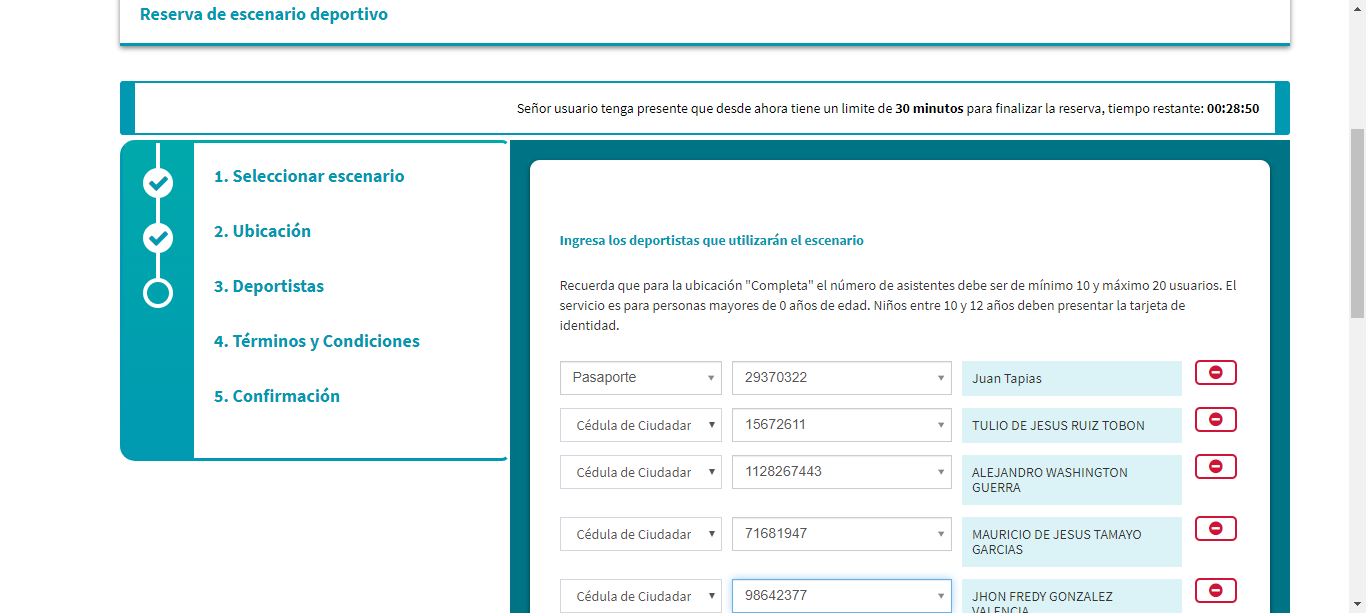 Reserva de escenario deportivo
Señor usuario tenga presente que desde ahora tiene un limite de 30 minutos para finalizar la reserva, tiempo restante: 00:28:50
1. Seleccionar escenario
2. Ubicación
3. Deportistas
4. Términos y Condiciones
5. Confirmación
Ingresa los deportistas que utilizarán el escenario
Recuerda que para la ubicación "Completa" el número de asistentes debe ser de mínimo 10 y máximo 20 usuarios. El
servicio es para personas mayores de 0 años de edad. Niños entre 10 y 12 años deben presentar la tarjeta de
identidad.
Pasaporte 29370322 Juan Tapias
Cédula de Ciudadar 15672611 TULIO DE JESUS RUIZ TOBON
Cédula de Ciudadar 1128267443 ALEJANDRO WASHINGTON
GUERRA
Cédula de Ciudadar 71681947 MAURICIO DE JESUS TAMAYO
GARCIAS
Cédula de Ciudadar 98642377 JHON FREDY GONZALEZ
VALENCIA